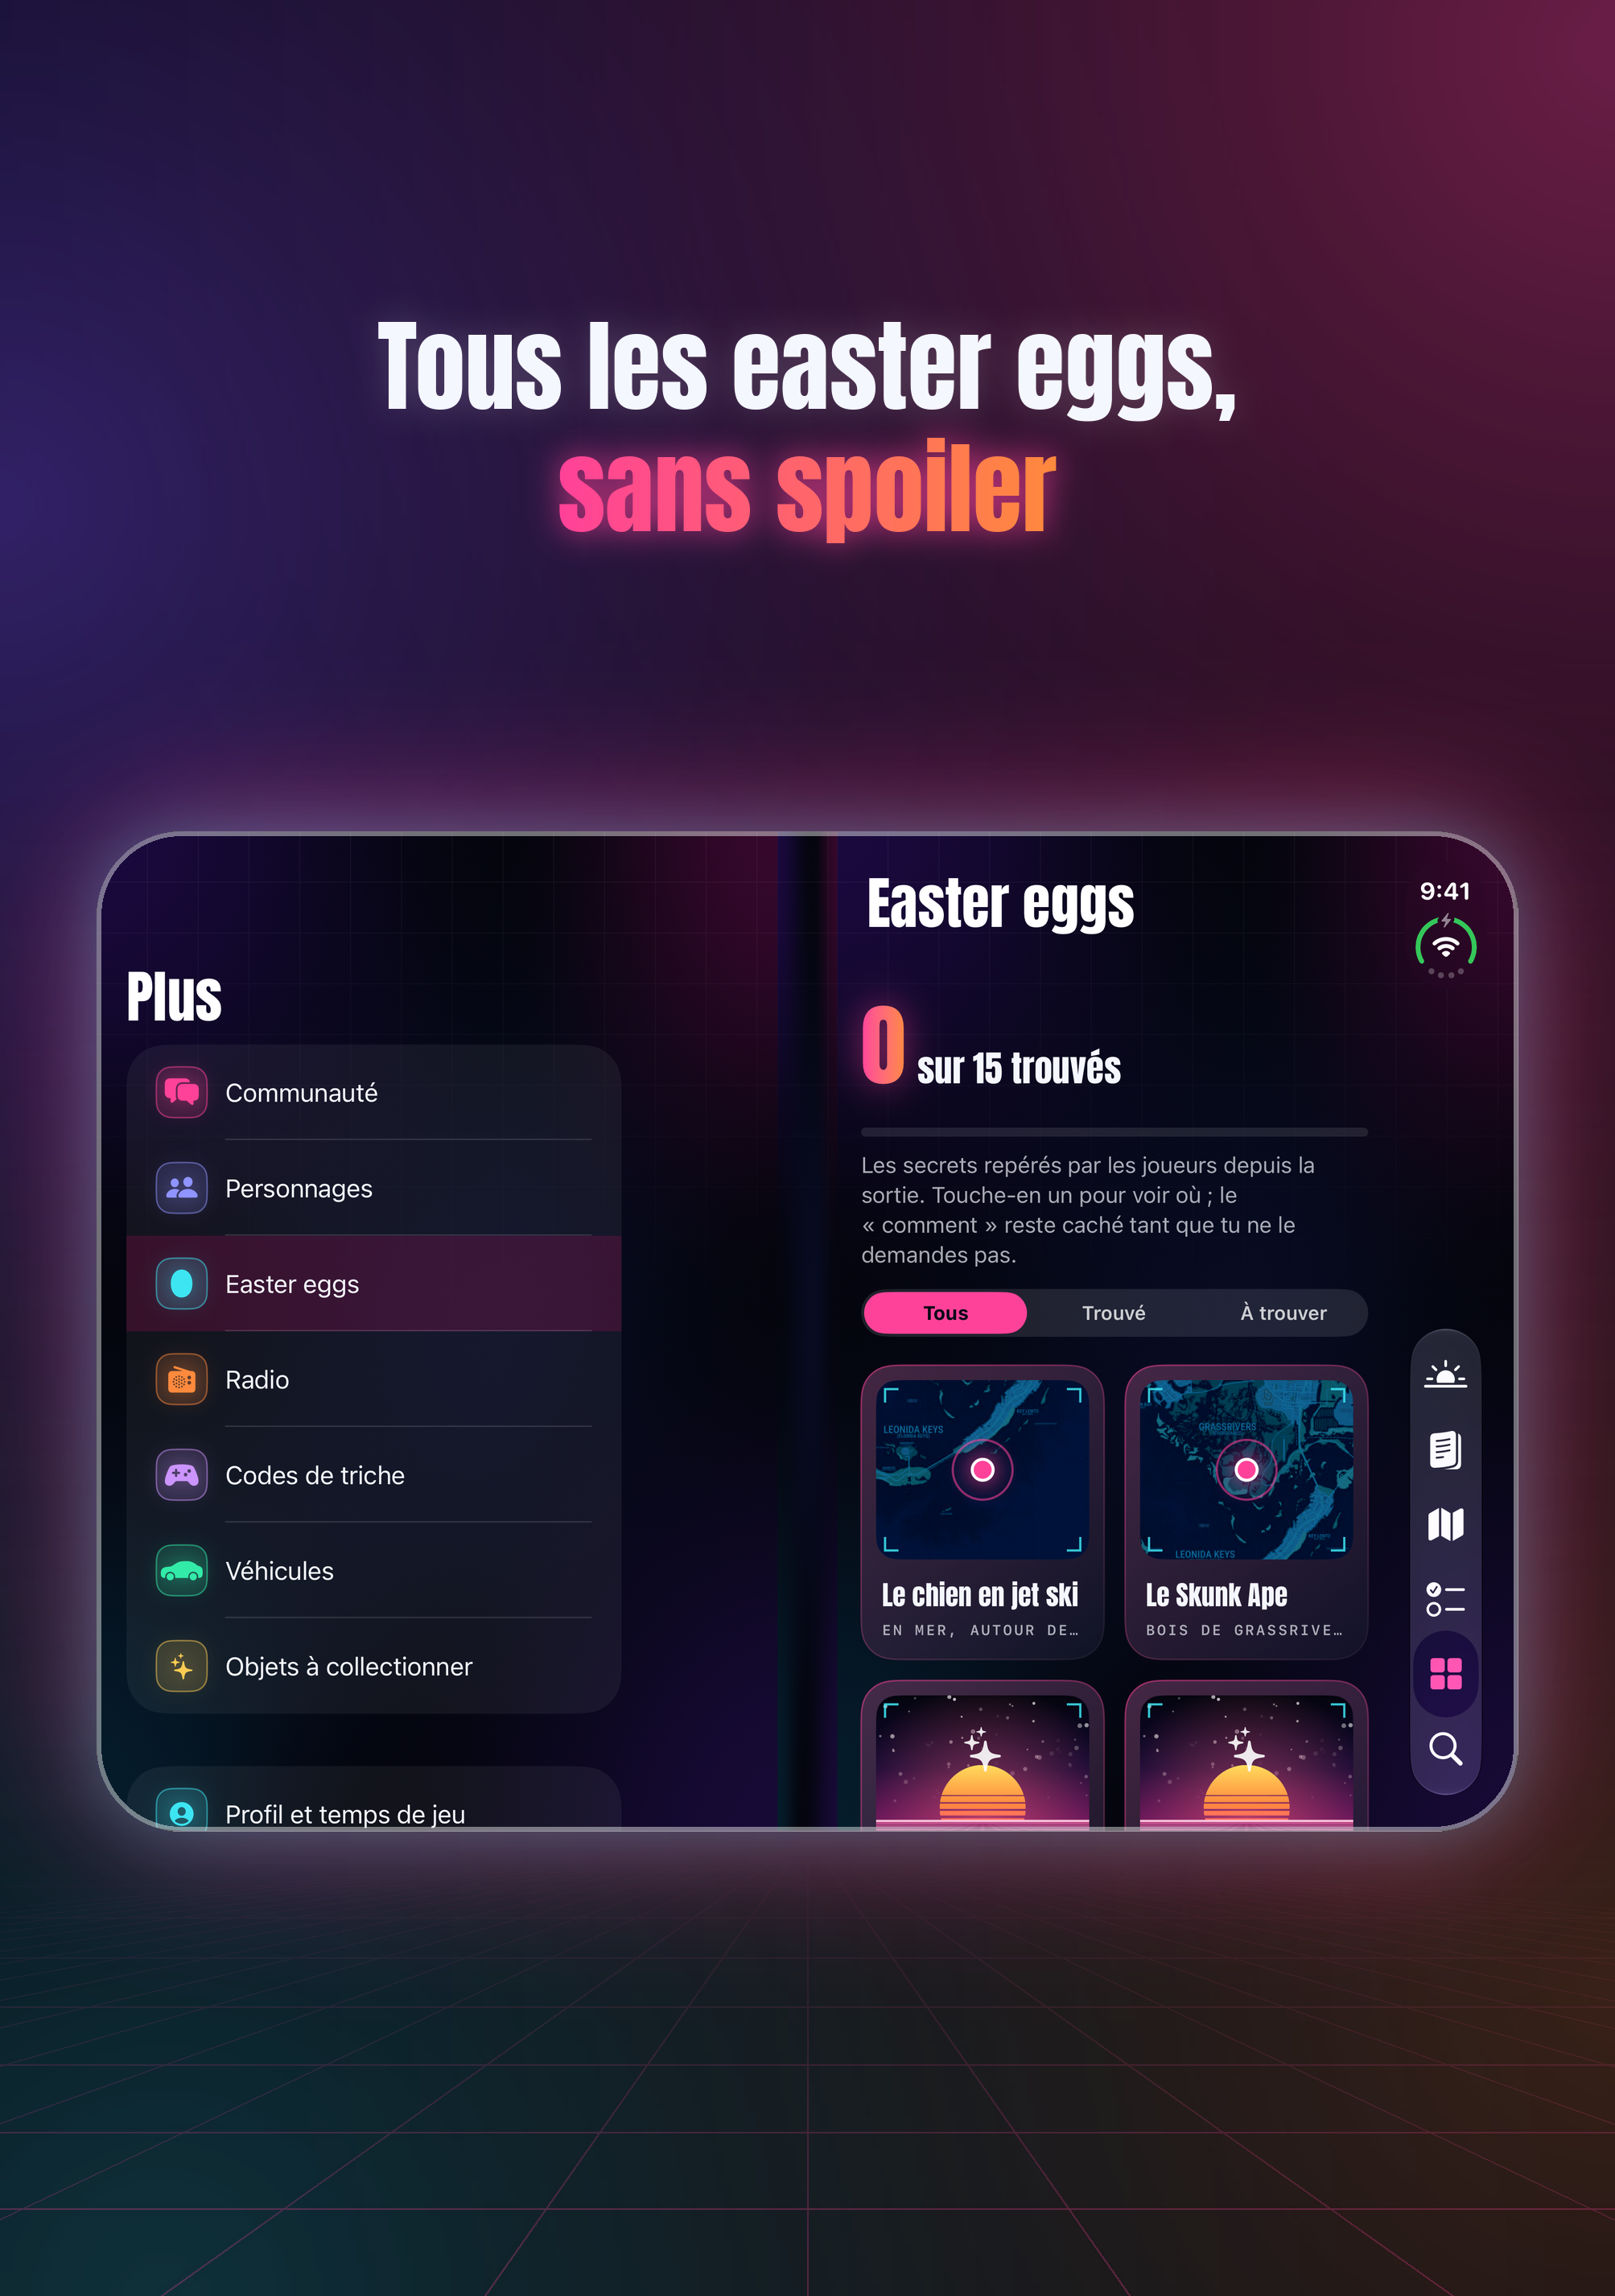 Tous les easter eggs,
sans spoiler
Plus
Communauté
Personnages
Easter eggs
Radio
Codes de triche
Véhicules
Objets à collectionner
Profil et temps de jeu
Easter eggs
9:41
0 sur 15 trouvés
Les secrets repérés par les joueurs depuis la
sortie. Touche-en un pour voir où ; le
« comment » reste caché tant que tu ne le
demandes pas.
Tous Trouvé À trouver
LEONIDA KEYS
GRASSRIVERS
LEONIDA KEYS
Le chien en jet ski
EN MER, AUTOUR DE…
Le Skunk Ape
BOIS DE GRASSRIVE…